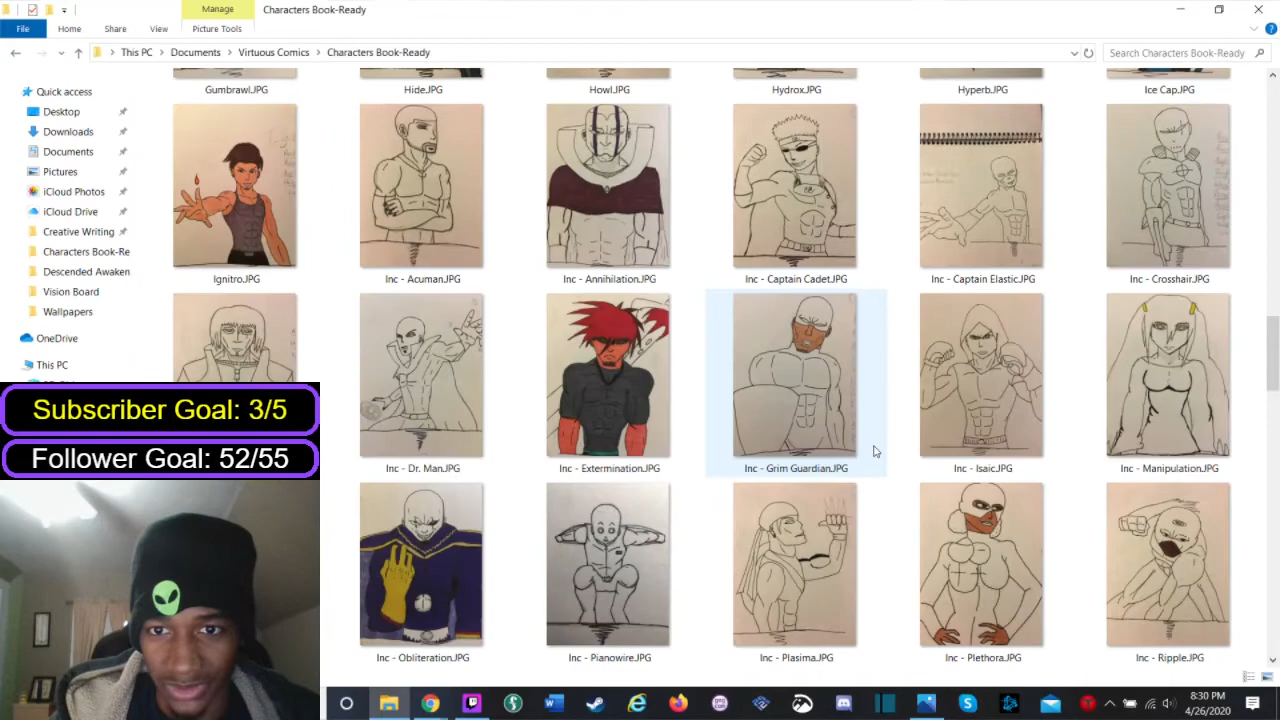 Manage
Characters Book-Ready
File
Home
Share
View
Picture Tools
This PC
Documents
Virtuous Comics
Characters Book-Ready
Search Characters Book-Ready
Quick access
Desktop
Downloads
Documents
Pictures
iCloud Photos
iCloud Drive
Creative Writing
Characters Book-Re
Descended Awaken
Vision Board
Wallpapers
OneDrive
This PC
Gumbrawl.JPG
Hide.JPG
Howl.JPG
Hydrox.JPG
Hyperb.JPG
Ice Cap.JPG
Ignitro.JPG
Inc - Acuman.JPG
Inc - Annihilation.JPG
Inc - Captain Cadet.JPG
Inc - Captain Elastic.JPG
Inc - Crosshair.JPG
Inc - Dr. Man.JPG
Inc - Extermination.JPG
Inc - Grim Guardian.JPG
Inc - Isaic.JPG
Inc - Manipulation.JPG
Inc - Obliteration.JPG
Inc - Pianowire.JPG
Inc - Plasima.JPG
Inc - Plethora.JPG
Inc - Ripple.JPG
Subscriber Goal: 3/5
Follower Goal: 52/55
8:30 PM
4/26/2020